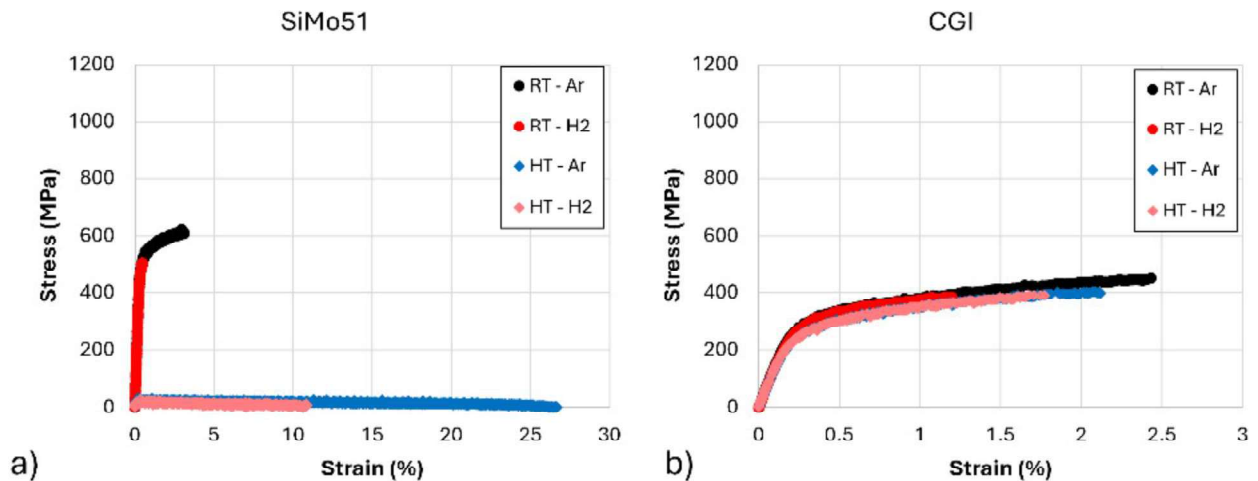 SiMo51
1200
1000
800
600
400
200
0
Stress (MPa)
0 5 10 15 20 25 30
Strain (%)
RT - Ar
RT - H2
HT - Ar
HT - H2
a)
CGI
1200
1000
800
600
400
200
0
Stress (MPa)
0 0.5 1 1.5 2 2.5 3
Strain (%)
RT - Ar
RT - H2
HT - Ar
HT - H2
b)